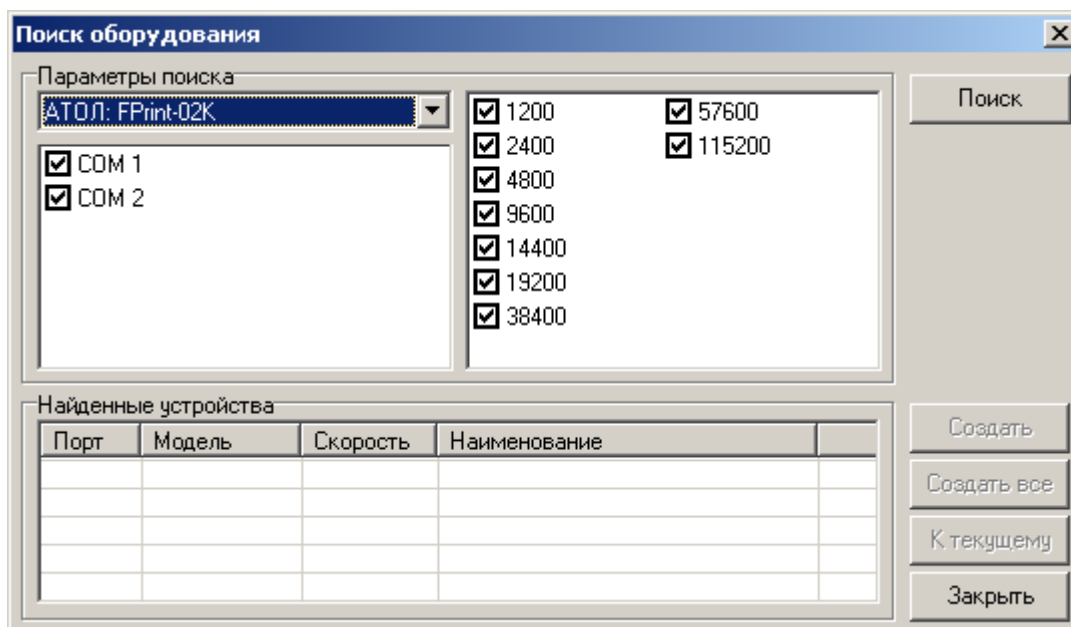 Поиск оборудования
Параметры поиска
АТОЛ: FPrint-02K
COM 1
COM 2
1200
2400
4800
9600
14400
19200
38400
57600
115200
Поиск
Найденные устройства
Порт Модель Скорость Наименование
Создать
Создать все
К текущему
Закрыть